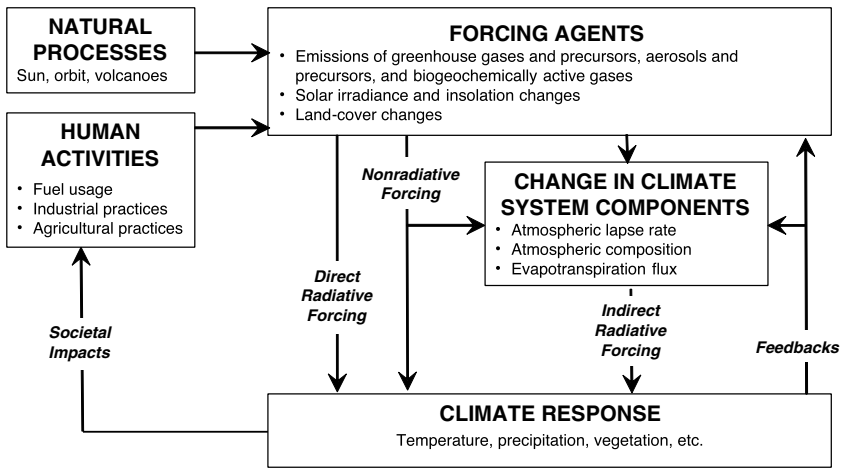 NATURAL
PROCESSES
Sun, orbit, volcanoes
FORCING AGENTS
• Emissions of greenhouse gases and precursors, aerosols and
precursors, and biogeochemically active gases
• Solar irradiance and insolation changes
• Land-cover changes
HUMAN
ACTIVITIES
• Fuel usage
• Industrial practices
• Agricultural practices
Nonradiative
Forcing
CHANGE IN CLIMATE
SYSTEM COMPONENTS
• Atmospheric lapse rate
• Atmospheric composition
• Evapotranspiration flux
Direct
Radiative
Forcing
Indirect
Radiative
Forcing
Societal
Impacts
Feedbacks
CLIMATE RESPONSE
Temperature, precipitation, vegetation, etc.